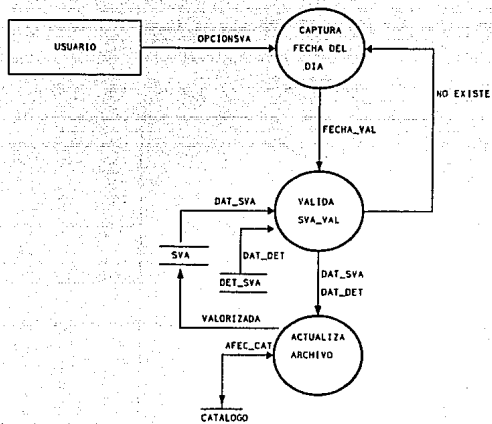 USUARIO
OPCIONSVA
CAPTURA
FECHA DEL
DIA
NO EXISTE
FECHA_VAL
DAT_SVA
VALIDA
SVA_VAL
SVA
DAT_DET
DET_SVA
DAT_SVA
DAT_DET
VALORIZADA
ACTUALIZA
ARCHIVO
AFEC_CAT
CATALOGO